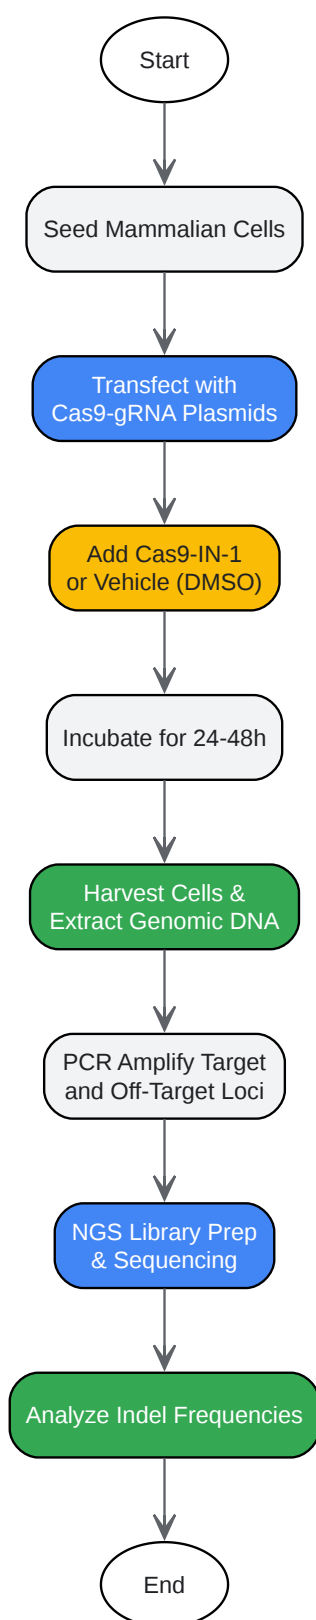 Start
Seed Mammalian Cells
Transfect with
Cas9-gRNA Plasmids
Add Cas9-IN-1
or Vehicle (DMSO)
Incubate for 24-48h
Harvest Cells &
Extract Genomic DNA
PCR Amplify Target
and Off-Target Loci
NGS Library Prep
& Sequencing
Analyze Indel Frequencies
End